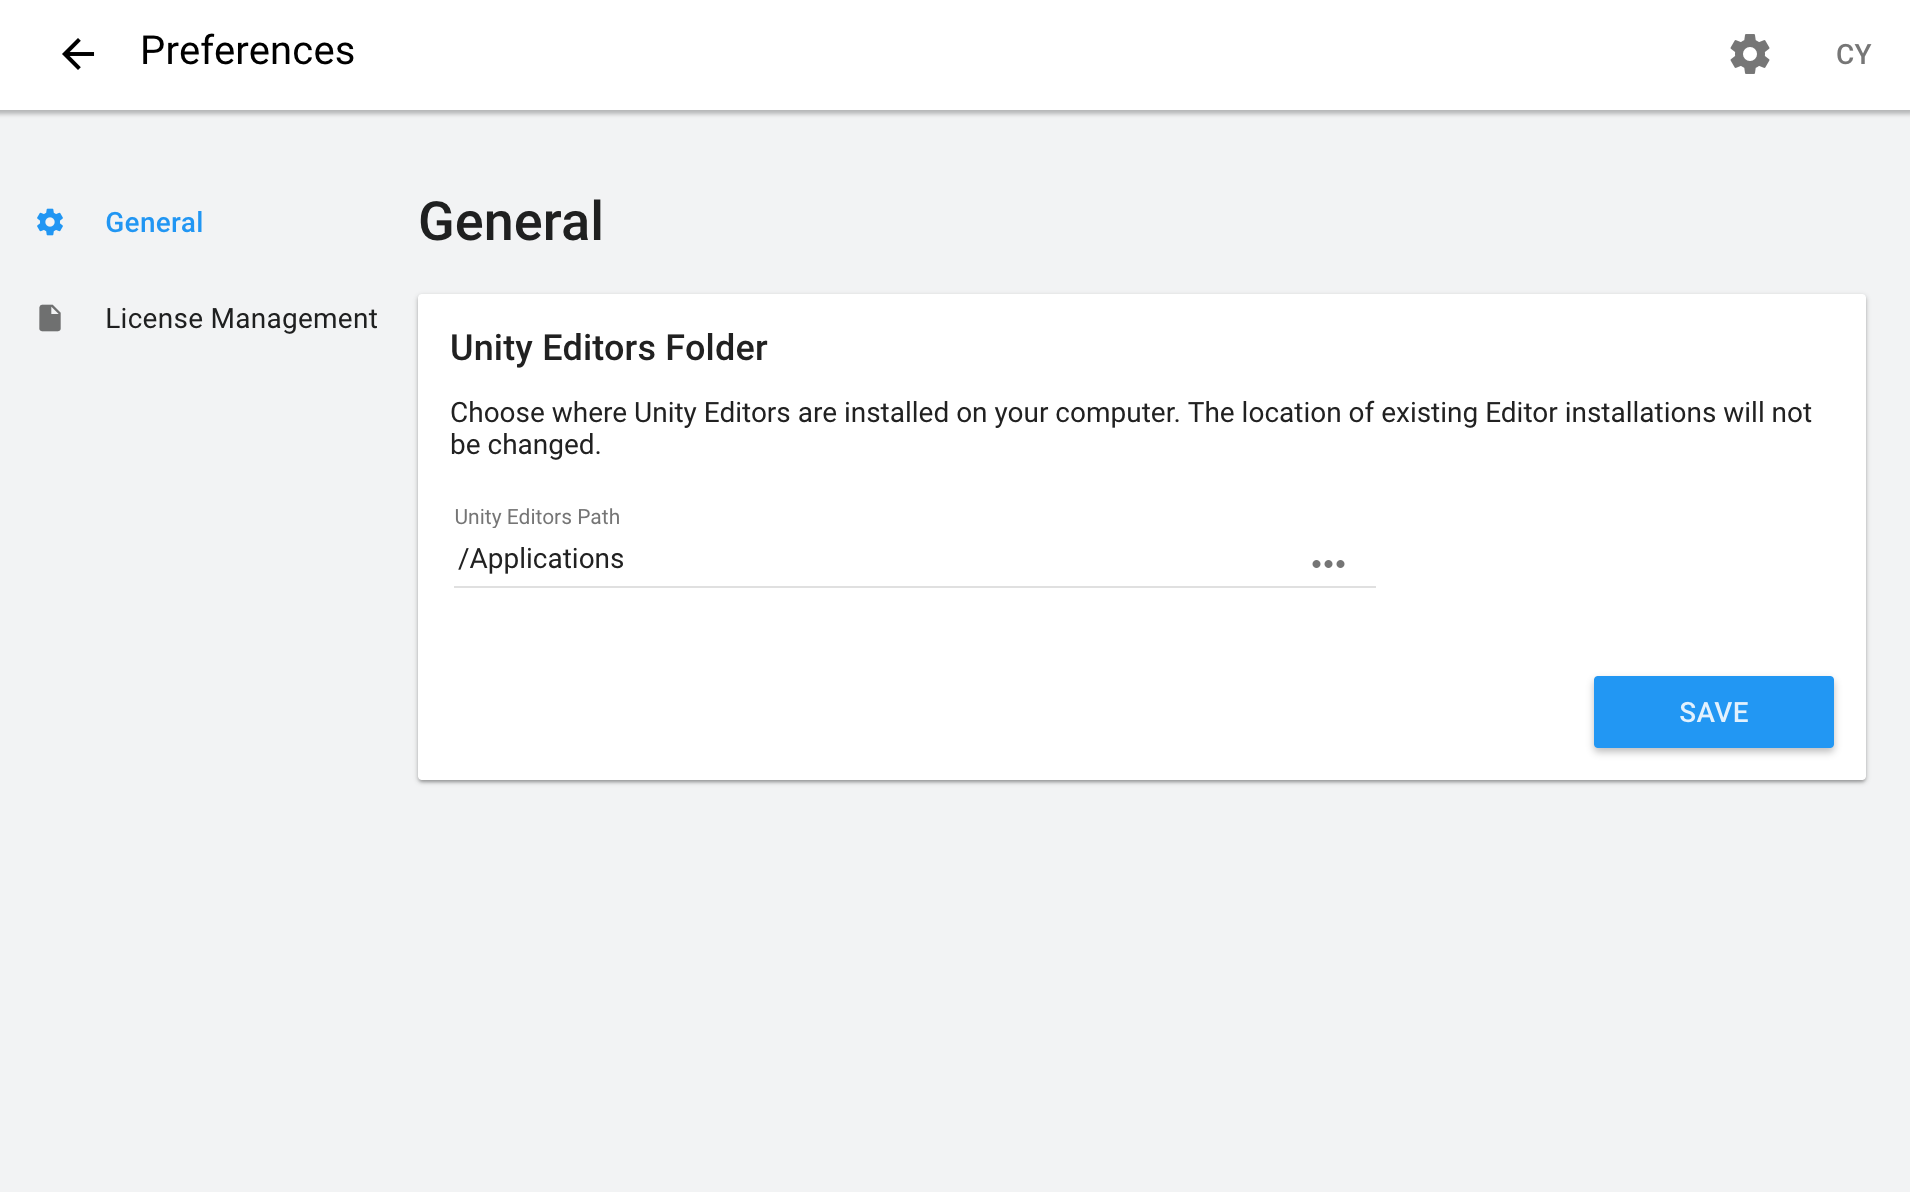 Preferences
CY
General
License Management
General
Unity Editors Folder
Choose where Unity Editors are installed on your computer. The location of existing Editor installations will not
be changed.
Unity Editors Path
/Applications
SAVE